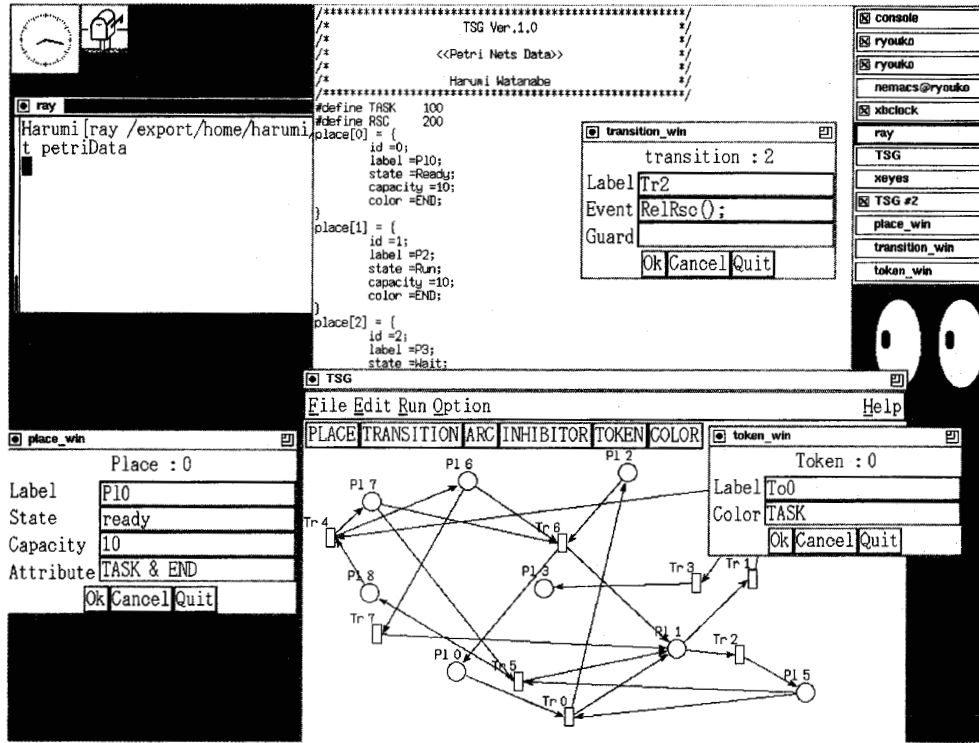 /****************************************************/
/* TSG Ver.1.0 */
/* */
/* <<Petri Nets Data>> */
/* */
/* Harumi Watanabe */
/****************************************************/
#define TASK 100
#define RSC 200
place[0] = {
id =0;
label =P10;
state =Ready;
capacity =10;
color =END;
}
place[1] = {
id =1;
label =P2;
state =Run;
capacity =10;
color =END;
}
place[2] = {
id =2;
label =P3;
state =Wait;
ray
Harumi[ray /export/home/harumi/
t petriData
transition_win
transition : 2
Label Tr2
Event RelRsc();
Guard
Ok Cancel Quit
console
ryouko
ryouko
nemacs@ryouko
xbclock
ray
TSG
xeyes
TSG #2
place_win
transition_win
token_win
place_win
Place : 0
Label P10
State ready
Capacity 10
Attribute TASK & END
Ok Cancel Quit
TSG
File Edit Run Option Help
PLACE TRANSITION ARC INHIBITOR TOKEN COLOR
token_win
Token : 0
Label To0
Color TASK
Ok Cancel Quit
Pl 6
Pl 2
Pl 7
Tr 4
Tr 6
Pl 8
Pl 3
Tr 3
Tr 1
Tr 7
Pl 1
Tr 2
Pl 0
Tr 5
Pl 5
Tr 0